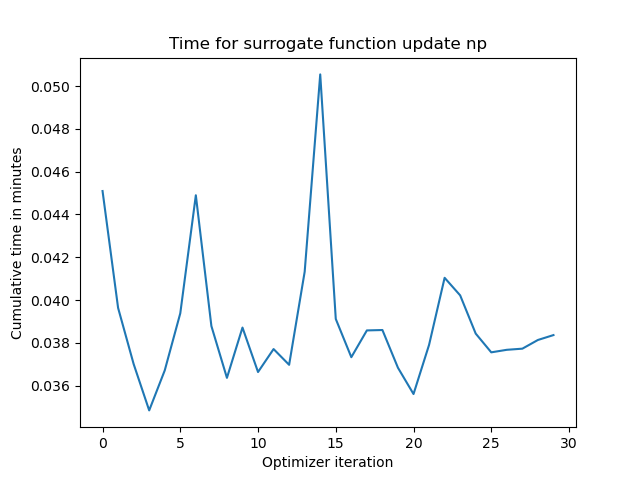 Time for surrogate function update np
0.050
0.048
0.046
0.044
0.042
0.040
0.038
0.036
Cumulative time in minutes
0 5 10 15 20 25 30
Optimizer iteration